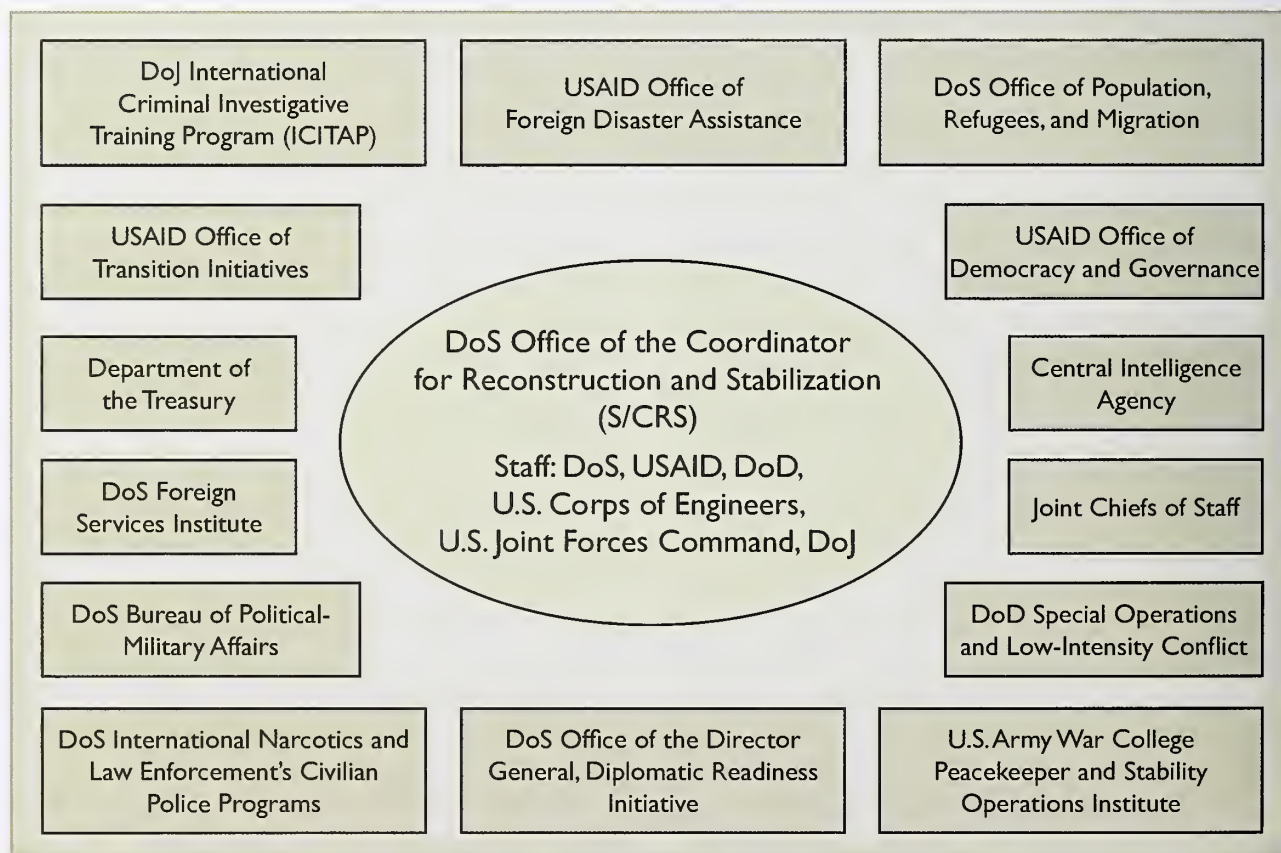 DoJ International
Criminal Investigative
Training Program (ICITAP)
USAID Office of
Foreign Disaster Assistance
DoS Office of Population,
Refugees, and Migration
USAID Office of
Transition Initiatives
USAID Office of
Democracy and Governance
DoS Office of the Coordinator
for Reconstruction and Stabilization
(S/CRS)
Staff: DoS, USAID, DoD,
U.S. Corps of Engineers,
U.S. Joint Forces Command, DoJ
Department of
the Treasury
Central Intelligence
Agency
DoS Foreign
Services Institute
Joint Chiefs of Staff
DoS Bureau of Political-
Military Affairs
DoD Special Operations
and Low-Intensity Conflict
DoS International Narcotics and
Law Enforcement's Civilian
Police Programs
DoS Office of the Director
General, Diplomatic Readiness
Initiative
U.S. Army War College
Peacekeeper and Stability
Operations Institute